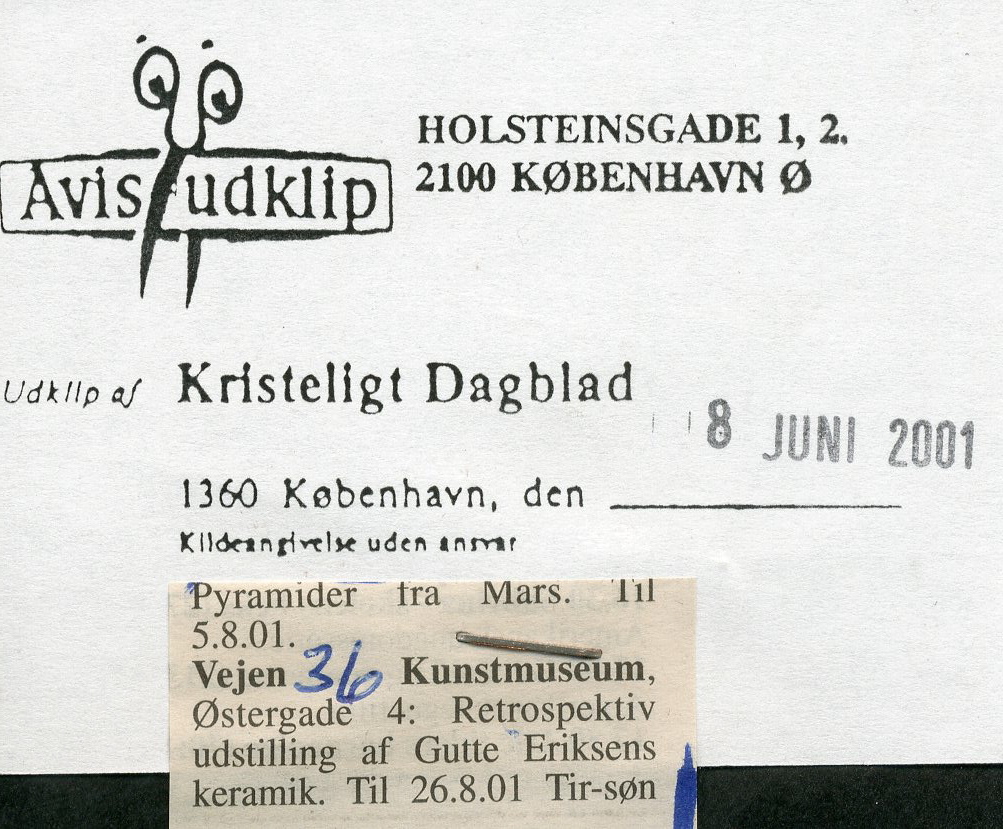 Avisudklip
HOLSTEINSGADE 1, 2.
2100 KØBENHAVN Ø
Udklip af Kristeligt Dagblad
8 JUNI 2001
1360 København, den
Kildeangivelse uden ansvar
Pyramider fra Mars. Til
5.8.01.
Vejen 36 Kunstmuseum,
Østergade 4: Retrospektiv
udstilling af Gutte Eriksens
keramik. Til 26.8.01 Tir-søn